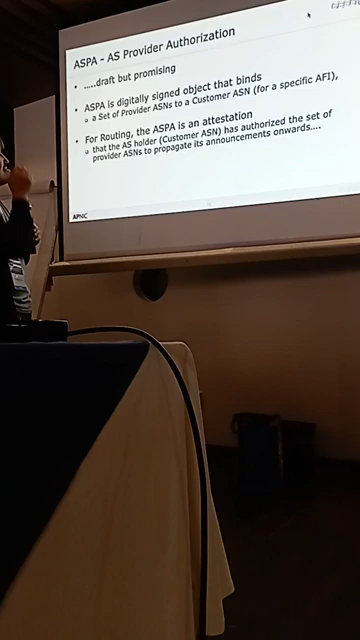 ASPA - AS Provider Authorization
.....draft but promising
ASPA is digitally signed object that binds
a Set of Provider ASNs to a Customer ASN (for a specific AFI),
For Routing, the ASPA is an attestation
that the AS holder (Customer ASN) has authorized the set of
provider ASNs to propagate its announcements onwards....
APNIC